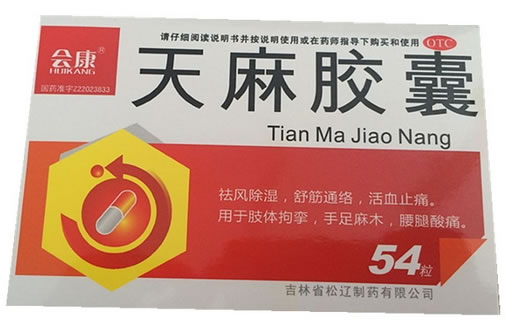 请仔细阅读说明书并按说明使用或在药师指导下购买和使用 OTC
会康®
HUIKANG
国药准字Z22023833
天麻胶囊
Tian Ma Jiao Nang
祛风除湿，舒筋通络，活血止痛。
用于肢体拘挛，手足麻木，腰腿酸痛。
54粒
吉林省松辽制药有限公司